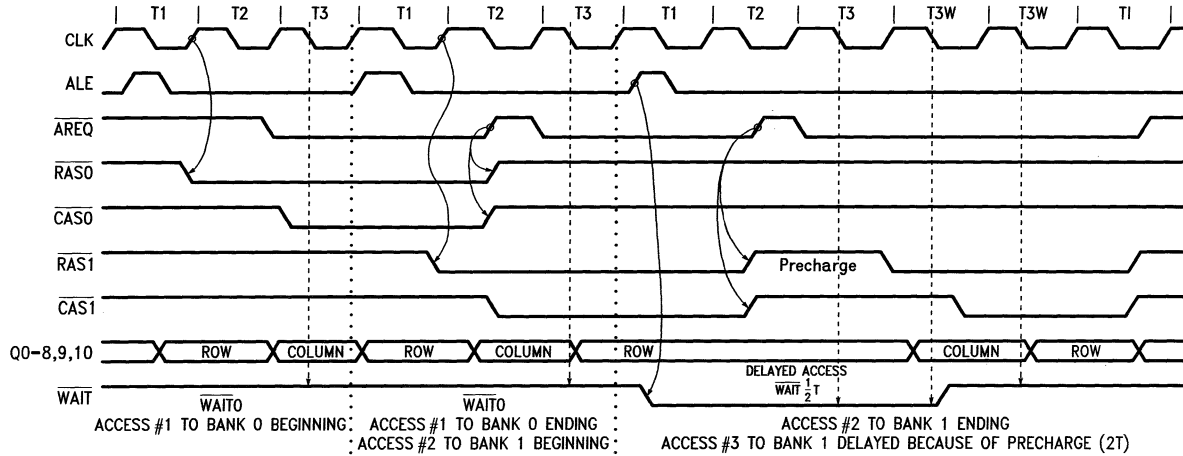 T1 T2 T3 T1 T2 T3 T1 T2 T3 T3W T3W TI
CLK
ALE
AREQ
RAS0
CAS0
RAS1
Precharge
CAS1
Q0-8,9,10 ROW COLUMN ROW COLUMN ROW COLUMN ROW
DELAYED ACCESS
WAIT 1/2 T
WAIT
WAIT0
WAIT0
ACCESS #1 TO BANK 0 BEGINNING
ACCESS #1 TO BANK 0 ENDING
ACCESS #2 TO BANK 1 BEGINNING
ACCESS #2 TO BANK 1 ENDING
ACCESS #3 TO BANK 1 DELAYED BECAUSE OF PRECHARGE (2T)